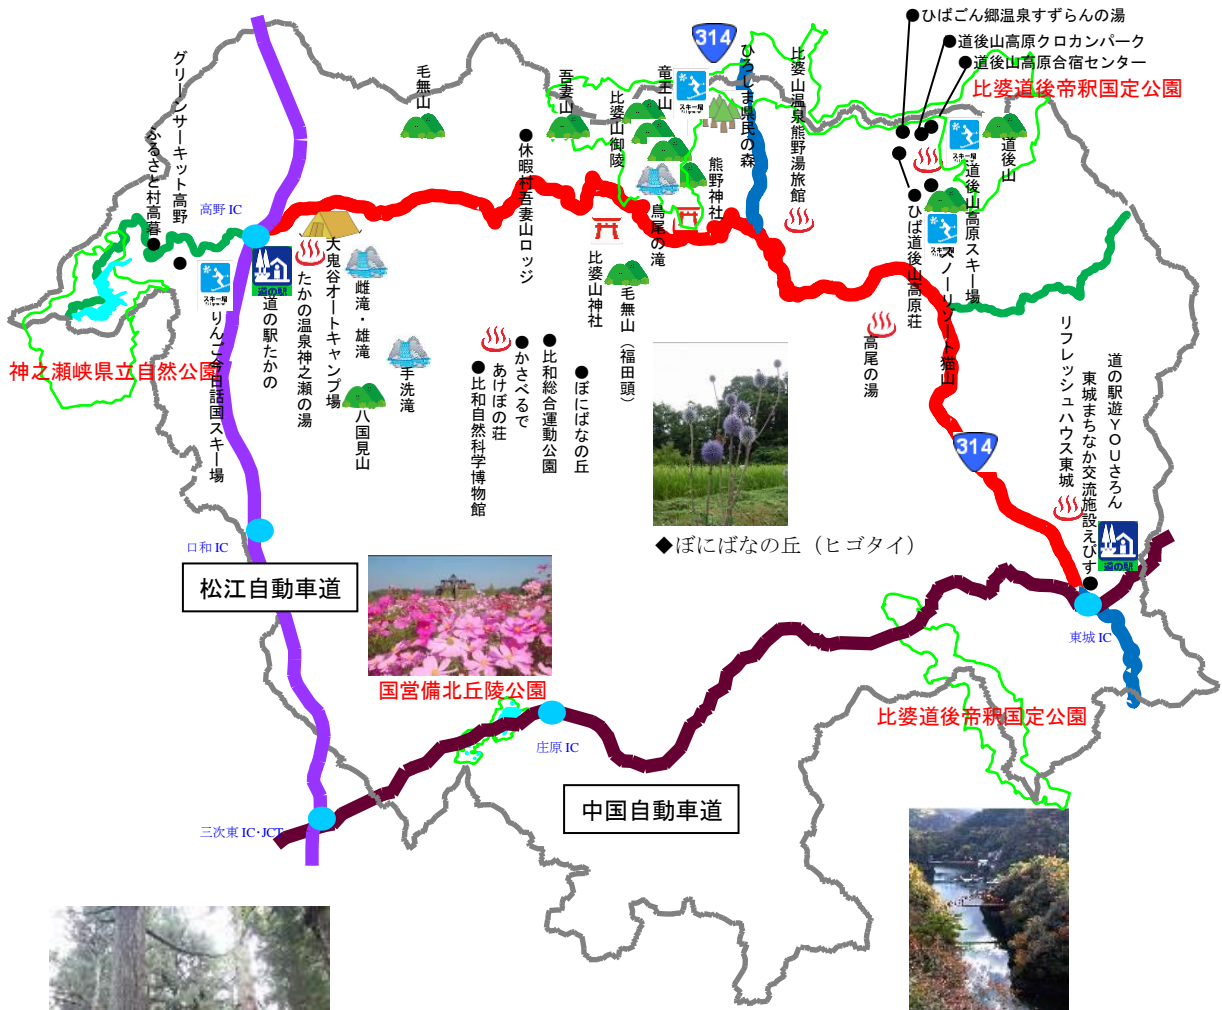 ひばごん郷温泉すずらんの湯
道後山高原クロカンパーク
道後山高原合宿センター
比婆道後帝釈国定公園
314
グリーンサーキット高野
ふるさと村高暮
毛無山
吾妻山
比婆山御陵
竜王山
スキー場
ひろしま県民の森
比婆山温泉熊野湯旅館
熊野神社
鳥尾の滝
休暇村吾妻山ロッジ
比婆山神社
毛無山（福田頭）
道後山
道後山高原スキー場
ひば道後山高原荘
スノーリゾート猫山
高尾の湯
高野 IC
スキー場
りんご今日話国スキー場
道の駅
道の駅たかの
たかの温泉神之瀬の湯
大鬼谷オートキャンプ場
雌滝・雄滝
手洗滝
八国見山
神之瀬峡県立自然公園
比和自然科学博物館
あけぼの荘
かさべるで
比和総合運動公園
ぼにばなの丘
314
リフレッシュハウス東城
東城まちなか交流施設えびす
道の駅遊YOUさろん
道の駅
◆ぼにばなの丘（ヒゴタイ）
口和 IC
松江自動車道
国営備北丘陵公園
庄原 IC
東城 IC
比婆道後帝釈国定公園
中国自動車道
三次東 IC・JCT